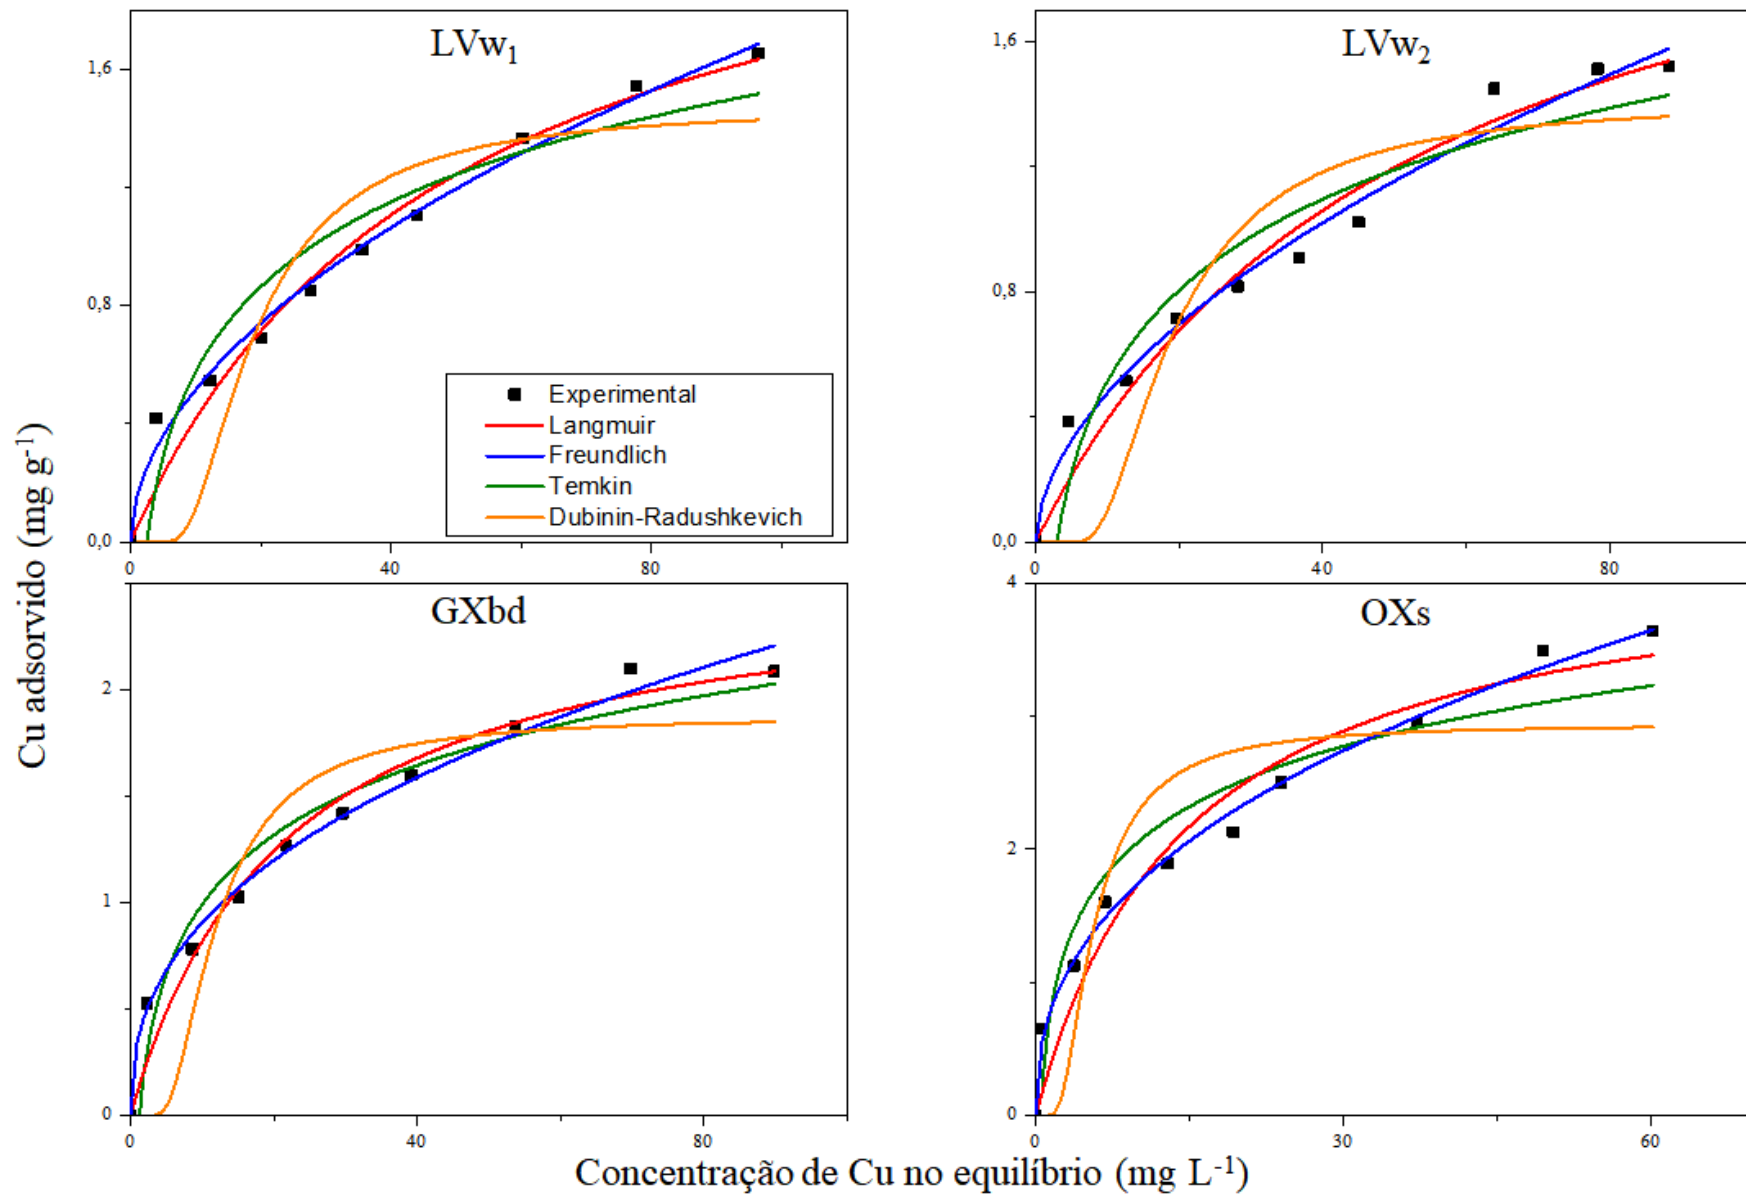 LVw1
LVw2
1,6
0,8
0,0
0
40
80
Experimental
Langmuir
Freundlich
Temkin
Dubinin-Radushkevich
1,6
0,8
0,0
0
40
80
GXbd
OXs
2
1
0
0
40
80
4
2
0
0
30
60
Cu adsorvido (mg g-1)
Concentração de Cu no equilíbrio (mg L-1)